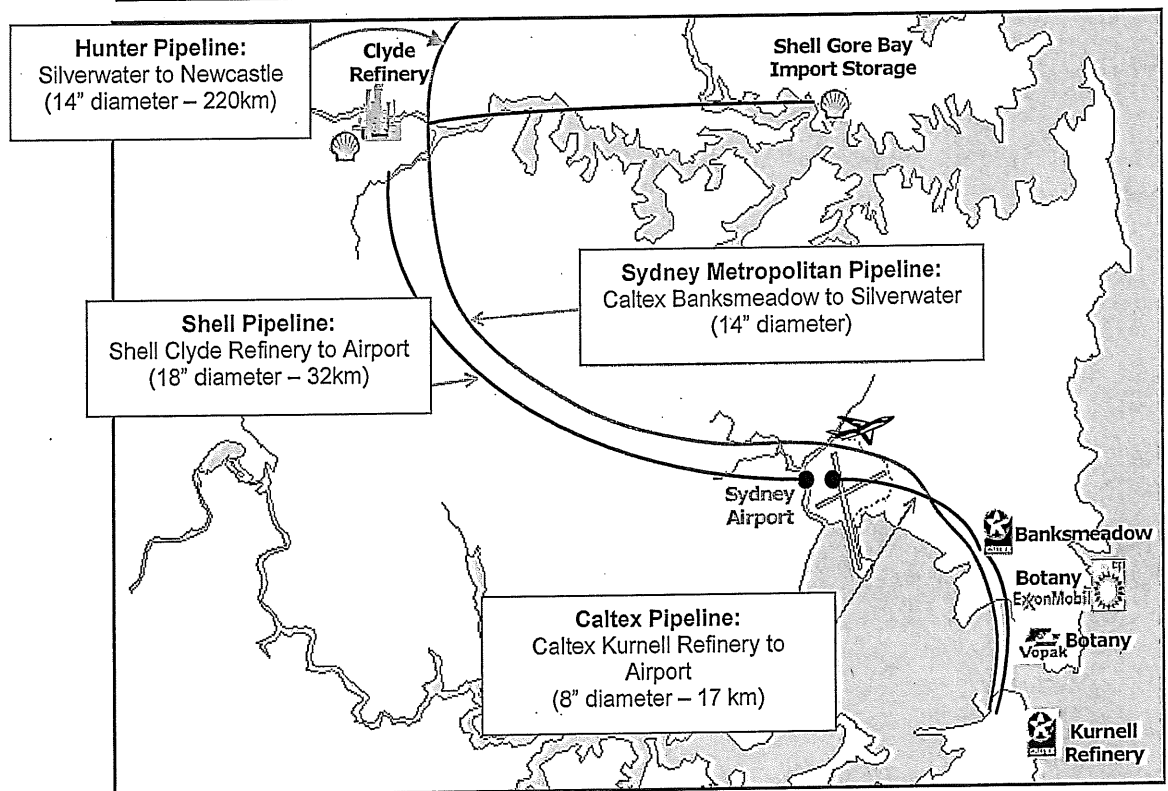 Hunter Pipeline:
Silverwater to Newcastle
(14” diameter – 220km)
Clyde
Refinery
Shell Gore Bay
Import Storage
Sydney Metropolitan Pipeline:
Caltex Banksmeadow to Silverwater
(14” diameter)
Shell Pipeline:
Shell Clyde Refinery to Airport
(18” diameter – 32km)
Sydney
Airport
Banksmeadow
Botany
ExxonMobil
Caltex Pipeline:
Caltex Kurnell Refinery to
Airport
(8” diameter – 17 km)
Vopak Botany
Kurnell
Refinery